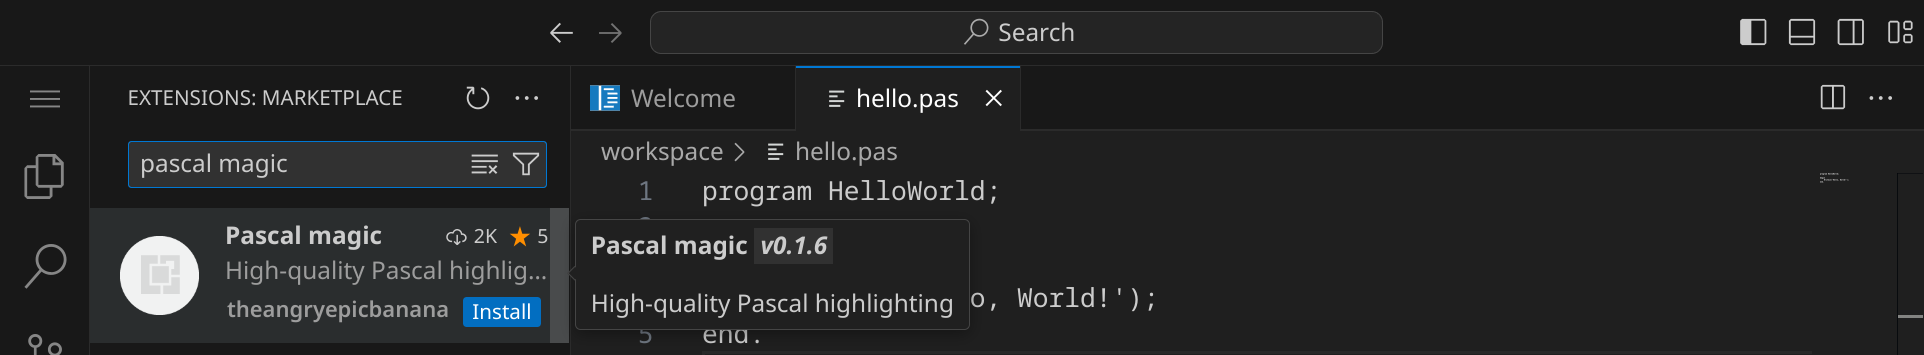 Search
EXTENSIONS: MARKETPLACE
pascal magic
Pascal magic 2K 5
High-quality Pascal highlig...
theangryepicbanana Install
Welcome
hello.pas
workspace > hello.pas
1 program HelloWorld;
Pascal magic v0.1.6
High-quality Pascal highlighting
o, World!');
5 end.